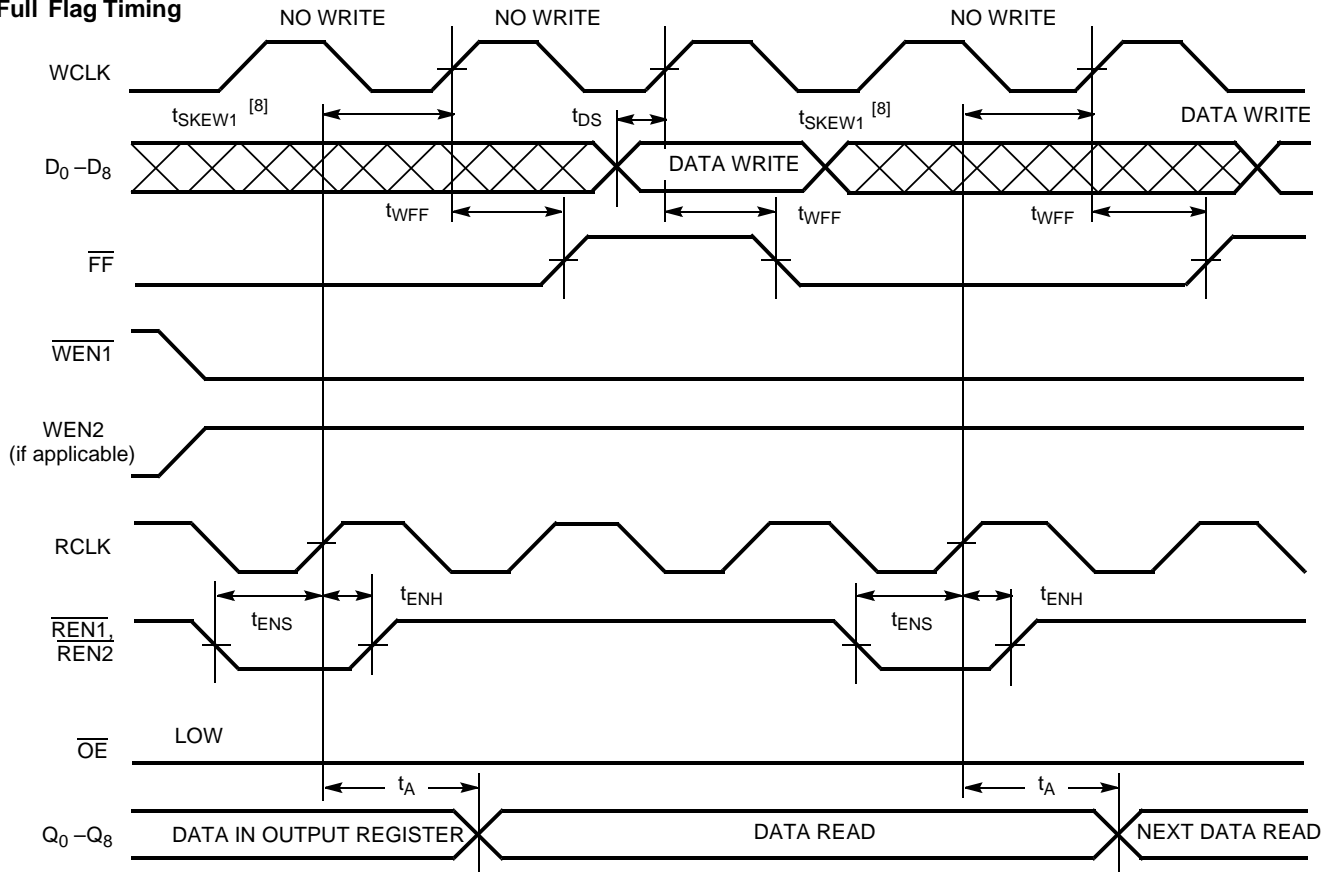 Full Flag Timing
NO WRITE NO WRITE NO WRITE
WCLK
tSKEW1 [8] tDS tSKEW1 [8] DATA WRITE
D0 –D8 DATA WRITE
tWFF tWFF tWFF
FF
WEN1
WEN2
(if applicable)
RCLK
tENS tENH tENS tENH
REN1,
REN2
OE LOW
tA tA
Q0 –Q8 DATA IN OUTPUT REGISTER DATA READ NEXT DATA READ